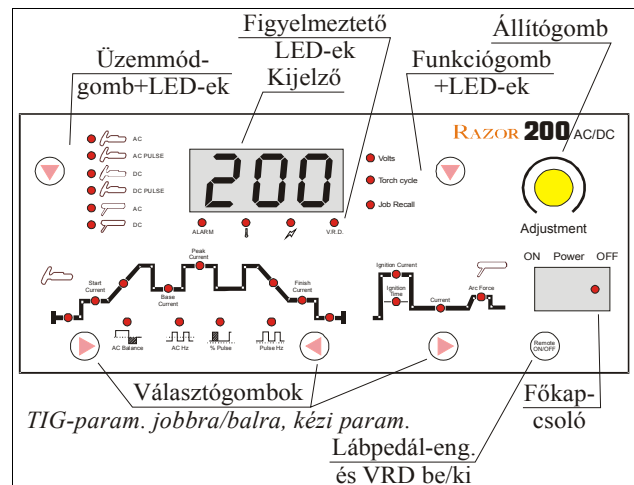 Figyelmeztető
LED-ek
Kijelző
Állítógomb
Üzemmód-
gomb+LED-ek
Funkciógomb
+LED-ek
RAZOR 200 AC/DC
AC
AC PULSE
DC
DC PULSE
AC
DC
200
Volts
Torch cycle
Job Recall
ALARM
V.R.D.
Adjustment
ON Power OFF
Start
Current
Peak
Current
Base
Current
Finish
Current
Ignition Current
Ignition
Time
Current
Arc Force
AC Balance
AC Hz
% Pulse
Pulse Hz
Remote
ON/OFF
Választógombok
TIG-param. jobbra/balra, kézi param.
Főkap-
csoló
Lábpedál-eng.
és VRD be/ki